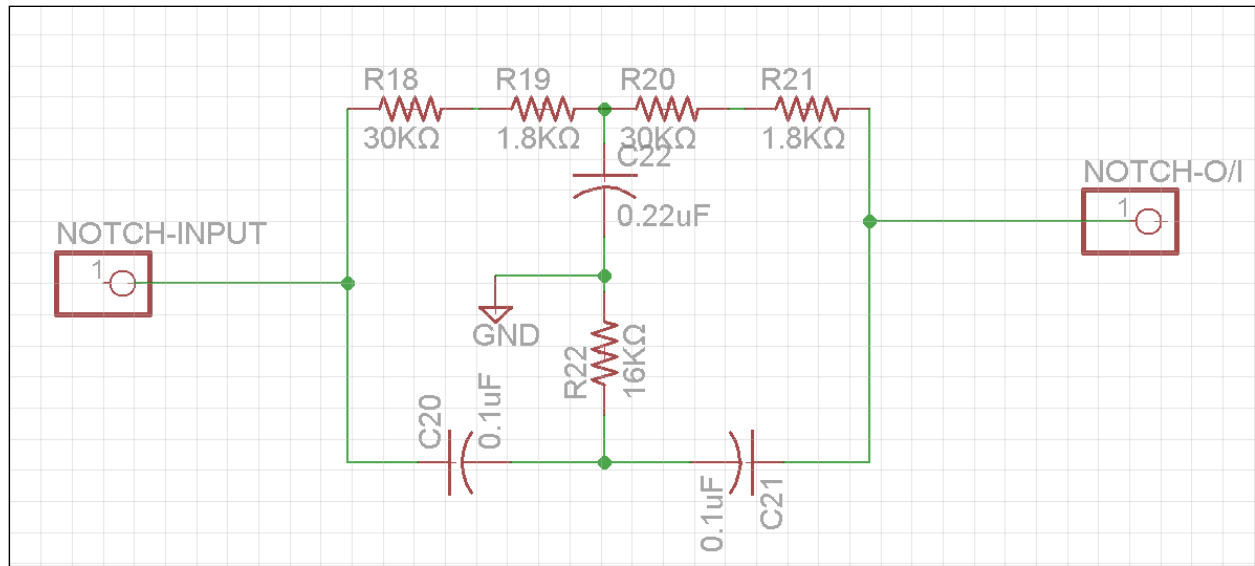 R18
R19
R20
R21
30KΩ
1.8KΩ
30KΩ
1.8KΩ
C22
0.22uF
NOTCH-O/I
1
NOTCH-INPUT
1
GND
R22
16KΩ
C20
0.1uF
0.1uF
C21